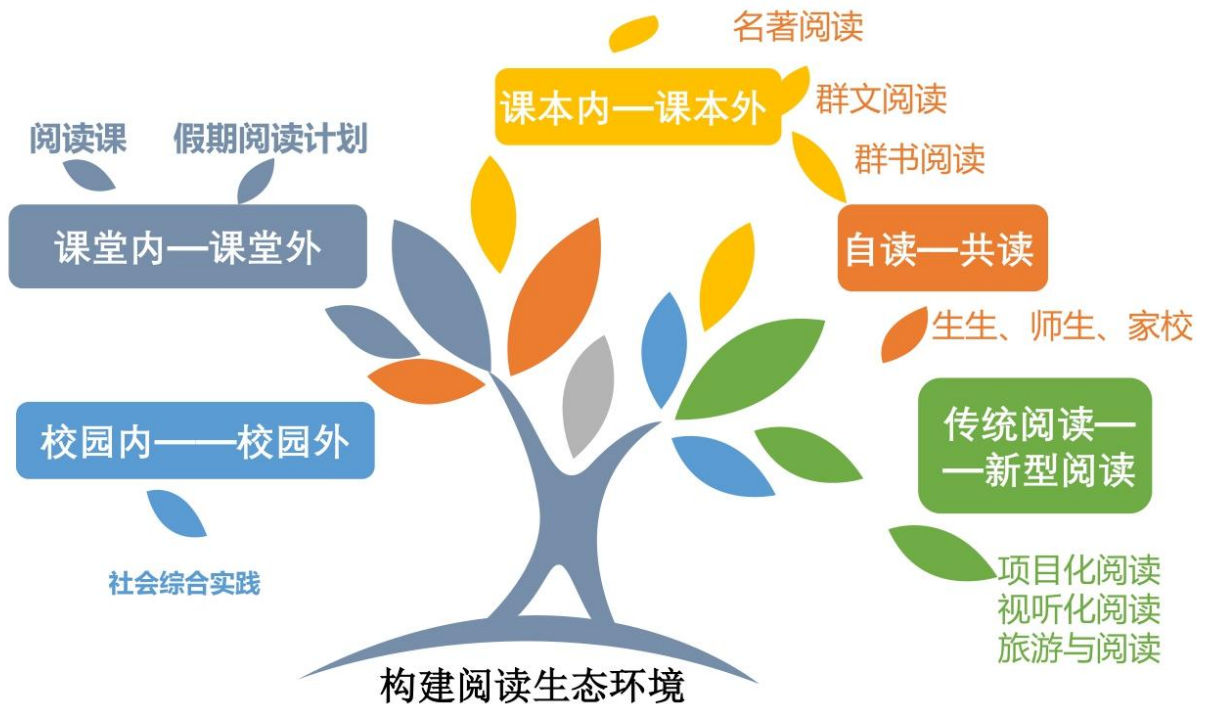 名著阅读
课本内—课本外
群文阅读
群书阅读
阅读课
假期阅读计划
课堂内—课堂外
自读—共读
生生、师生、家校
校园内——校园外
传统阅读—
—新型阅读
社会综合实践
项目化阅读
视听化阅读
旅游与阅读
构建阅读生态环境